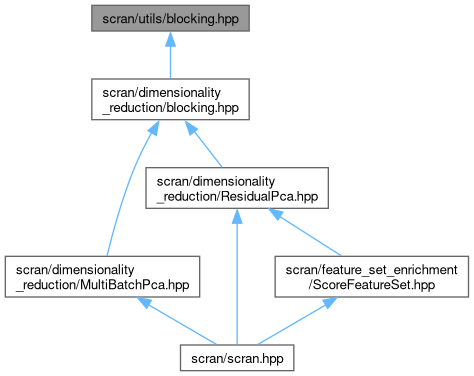 scran/utils/blocking.hpp
scran/dimensionality
_reduction/blocking.hpp
scran/dimensionality
_reduction/ResidualPca.hpp
scran/dimensionality
_reduction/MultiBatchPca.hpp
scran/feature_set_enrichment
/ScoreFeatureSet.hpp
scran/scran.hpp